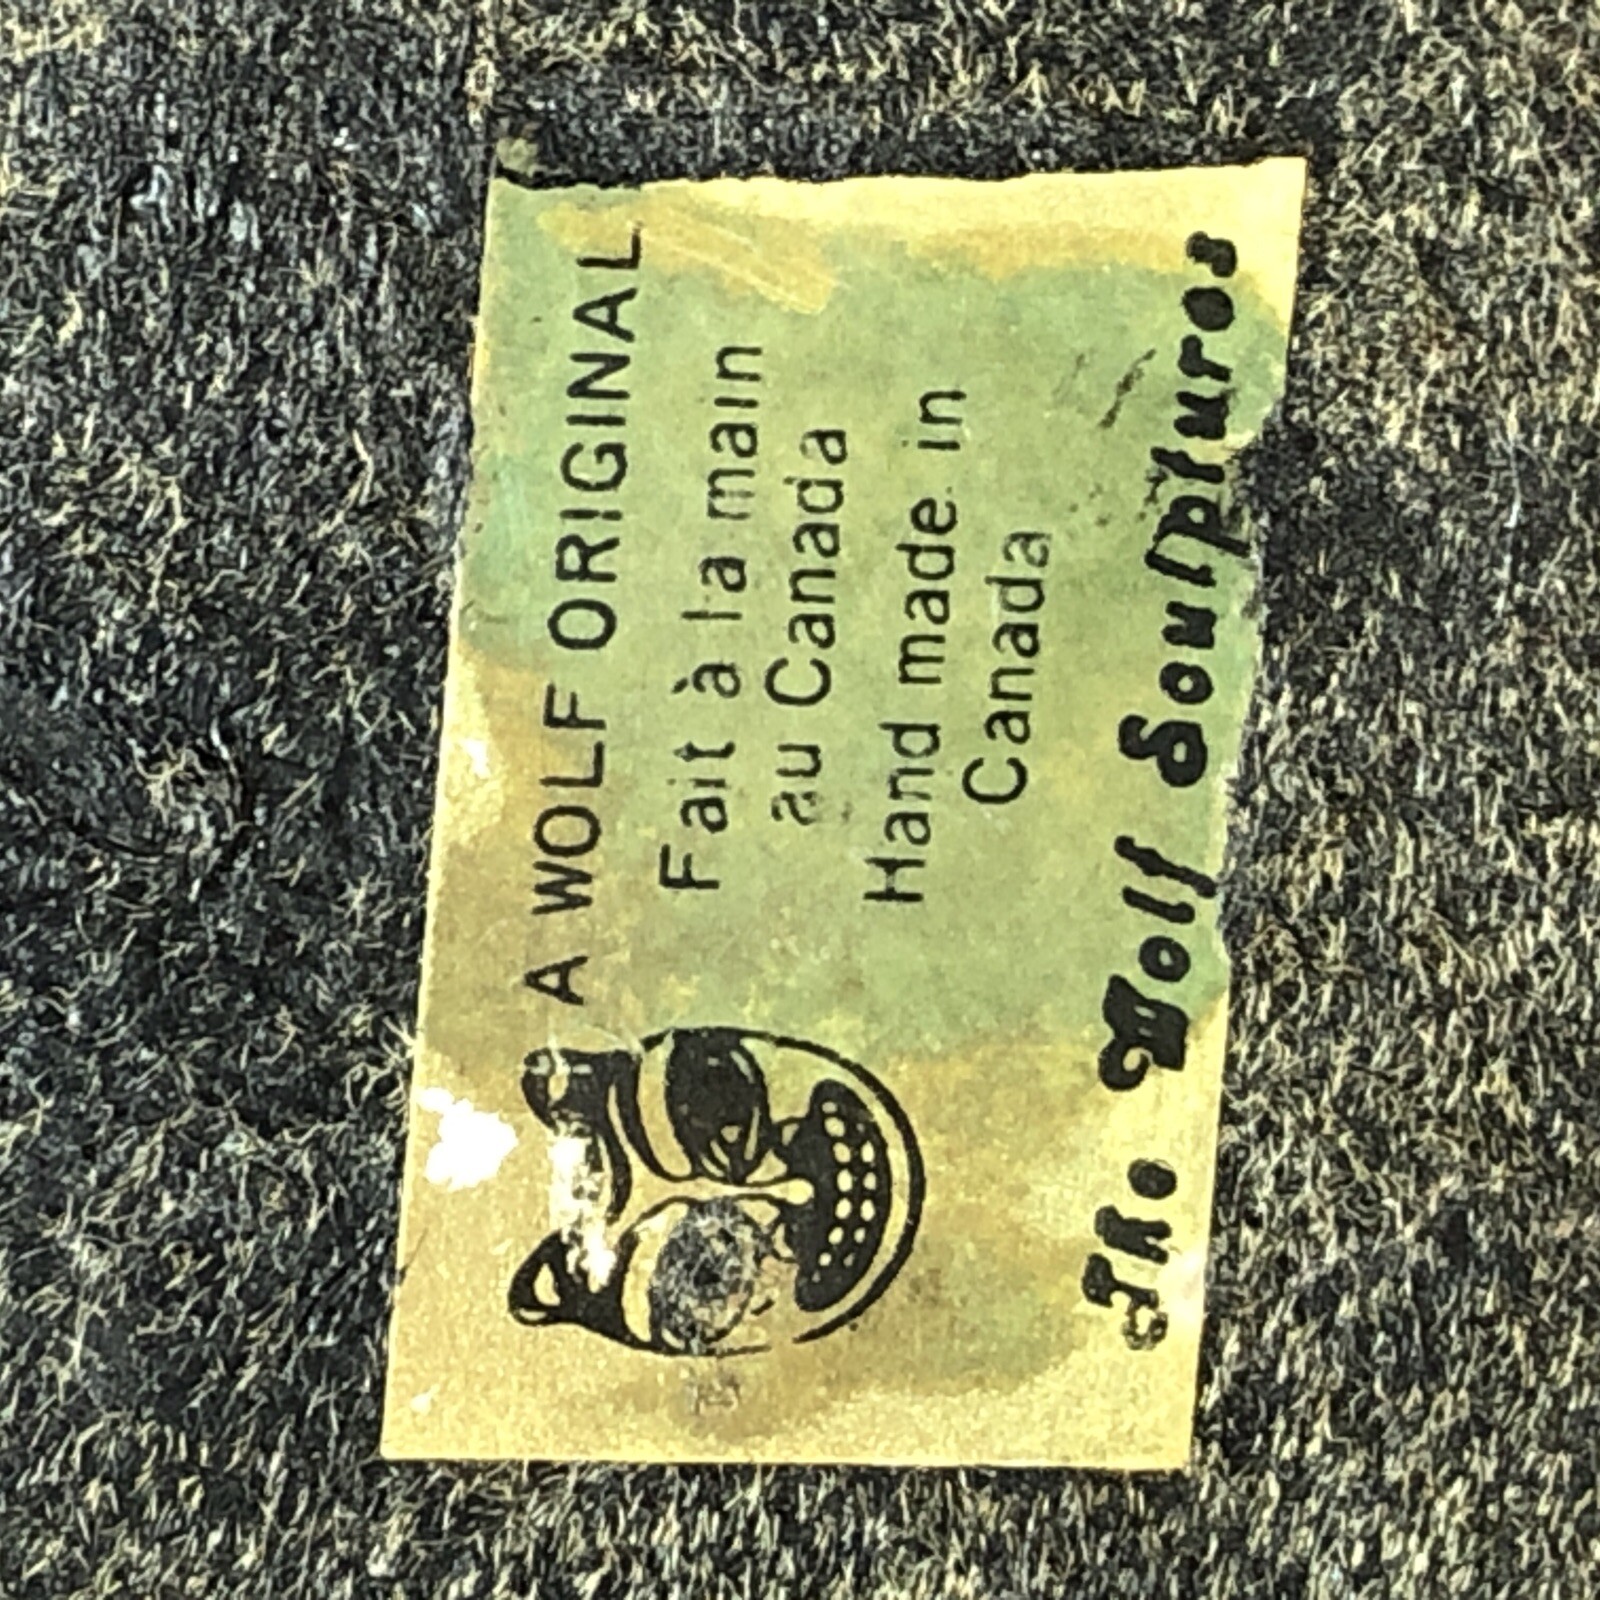 A WOLF ORIGINAL
Fait à la main
au Canada
Hand made in
Canada
The Wolf Sculptures